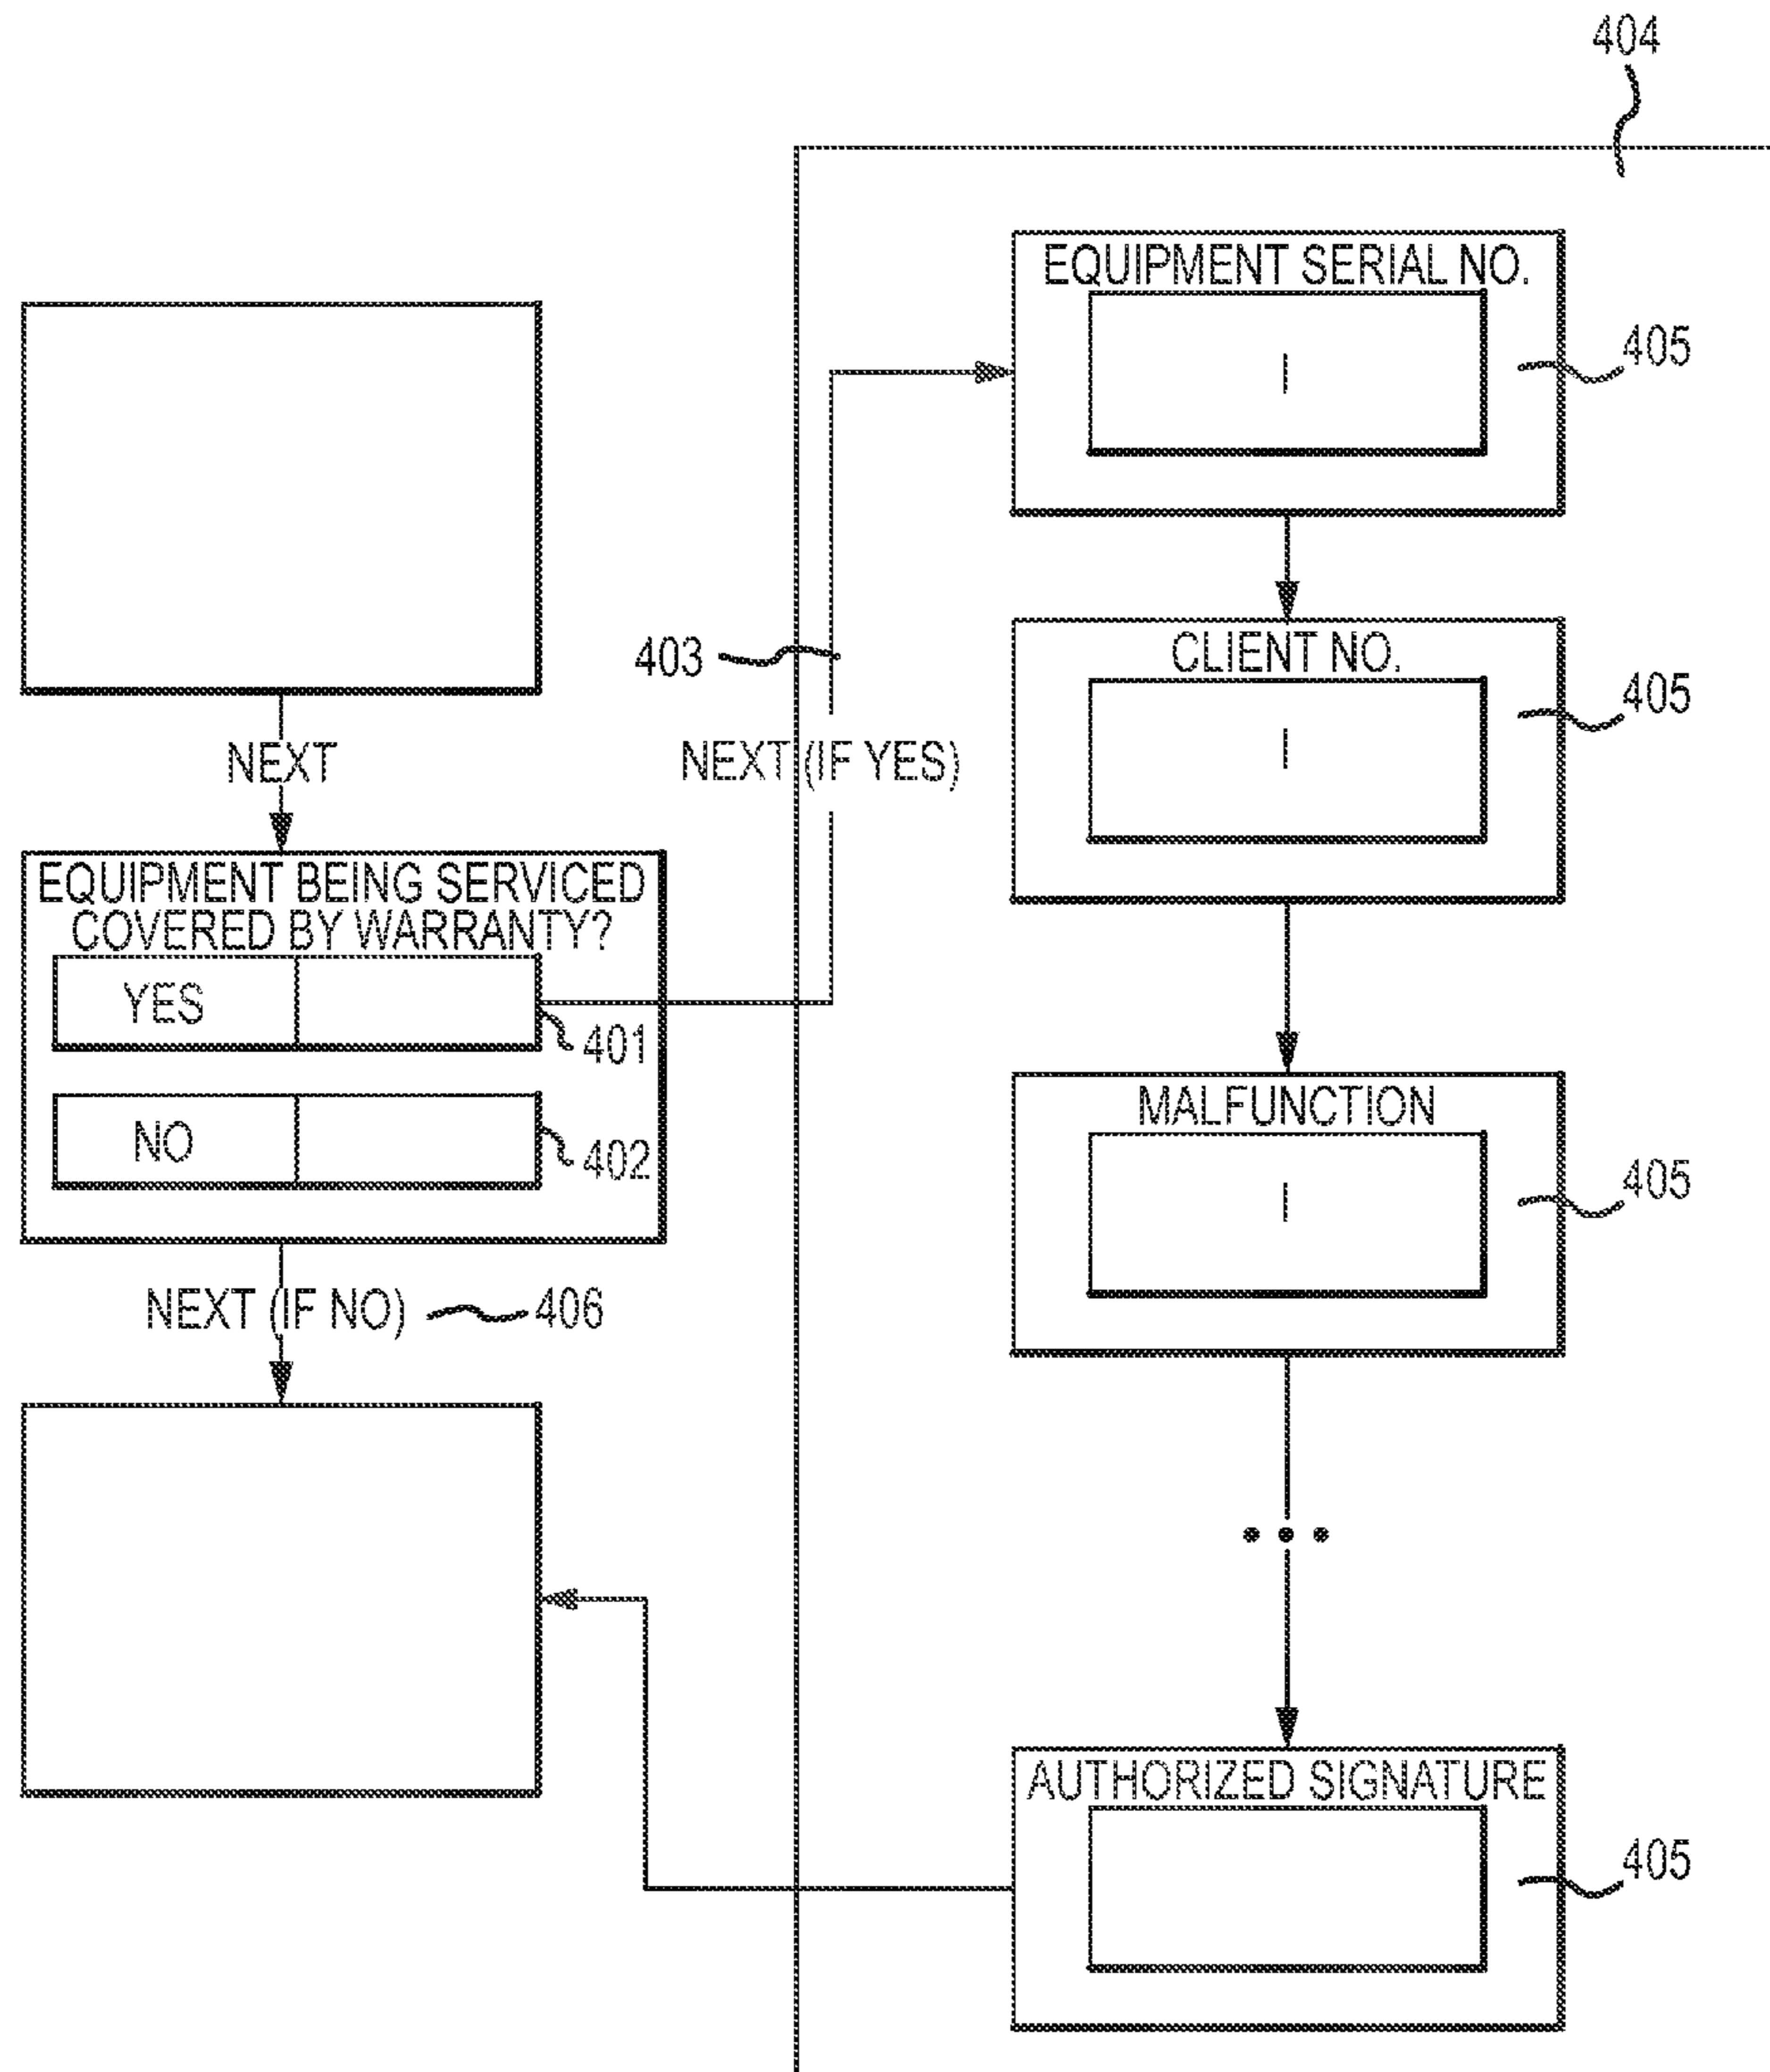 404
EQUIPMENT SERIAL NO.
405
403
CLIENT NO.
405
NEXT
NEXT (IF YES)
EQUIPMENT BEING SERVICED
COVERED BY WARRANTY?
YES
401
NO
402
MALFUNCTION
405
NEXT (IF NO)
406
AUTHORIZED SIGNATURE
405